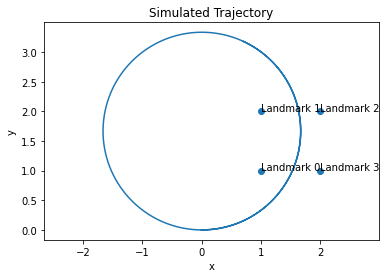 Simulated Trajectory
y
3.0
2.5
2.0
1.5
1.0
0.5
0.0
Landmark 1
Landmark 2
Landmark 0
Landmark 3
−2
−1
0
1
2
x